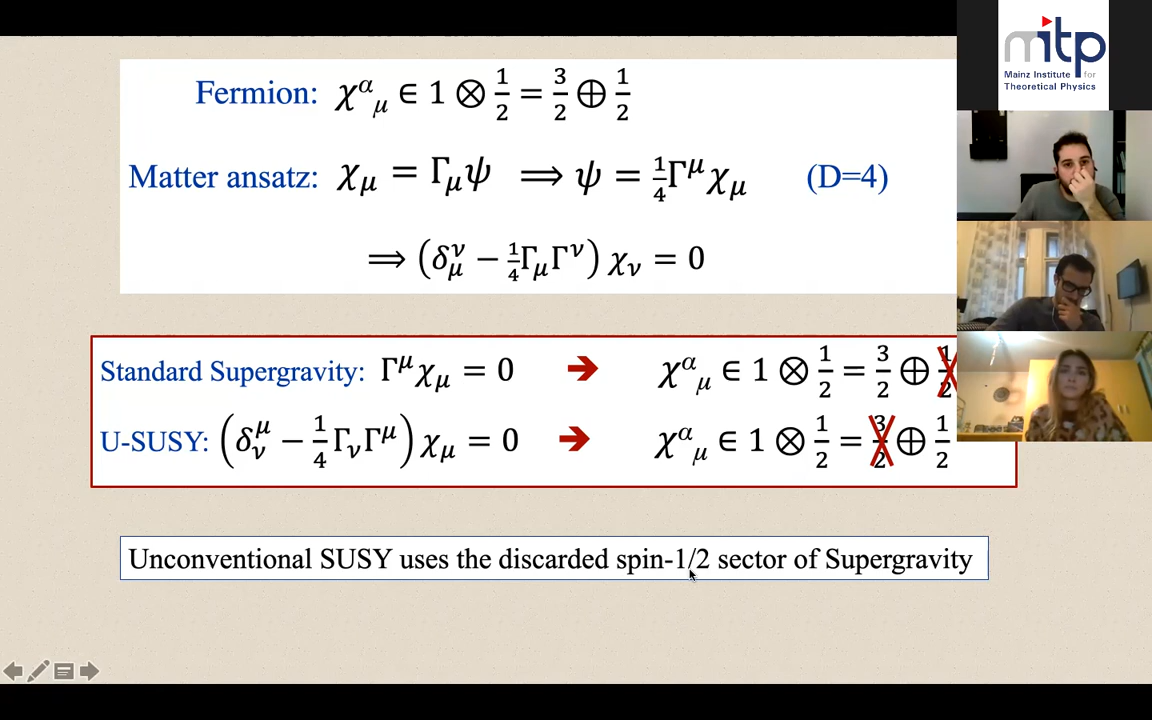 Fermion: χ^α_μ ∈ 1 ⊗ 1/2 = 3/2 ⊕ 1/2
Matter ansatz: χ_μ = Γ_μψ ⟹ ψ = 1/4 Γ^μχ_μ (D=4)
⟹ (δ^ν_μ − 1/4 Γ_μΓ^ν) χ_ν = 0
Standard Supergravity: Γ^μχ_μ = 0 ➔ χ^α_μ ∈ 1 ⊗ 1/2 = 3/2 ⊕ 1/2
U-SUSY: (δ^μ_ν − 1/4 Γ_νΓ^μ) χ_μ = 0 ➔ χ^α_μ ∈ 1 ⊗ 1/2 = 3/2 ⊕ 1/2
Unconventional SUSY uses the discarded spin-1/2 sector of Supergravity
mitp
Mainz Institute for
Theoretical Physics